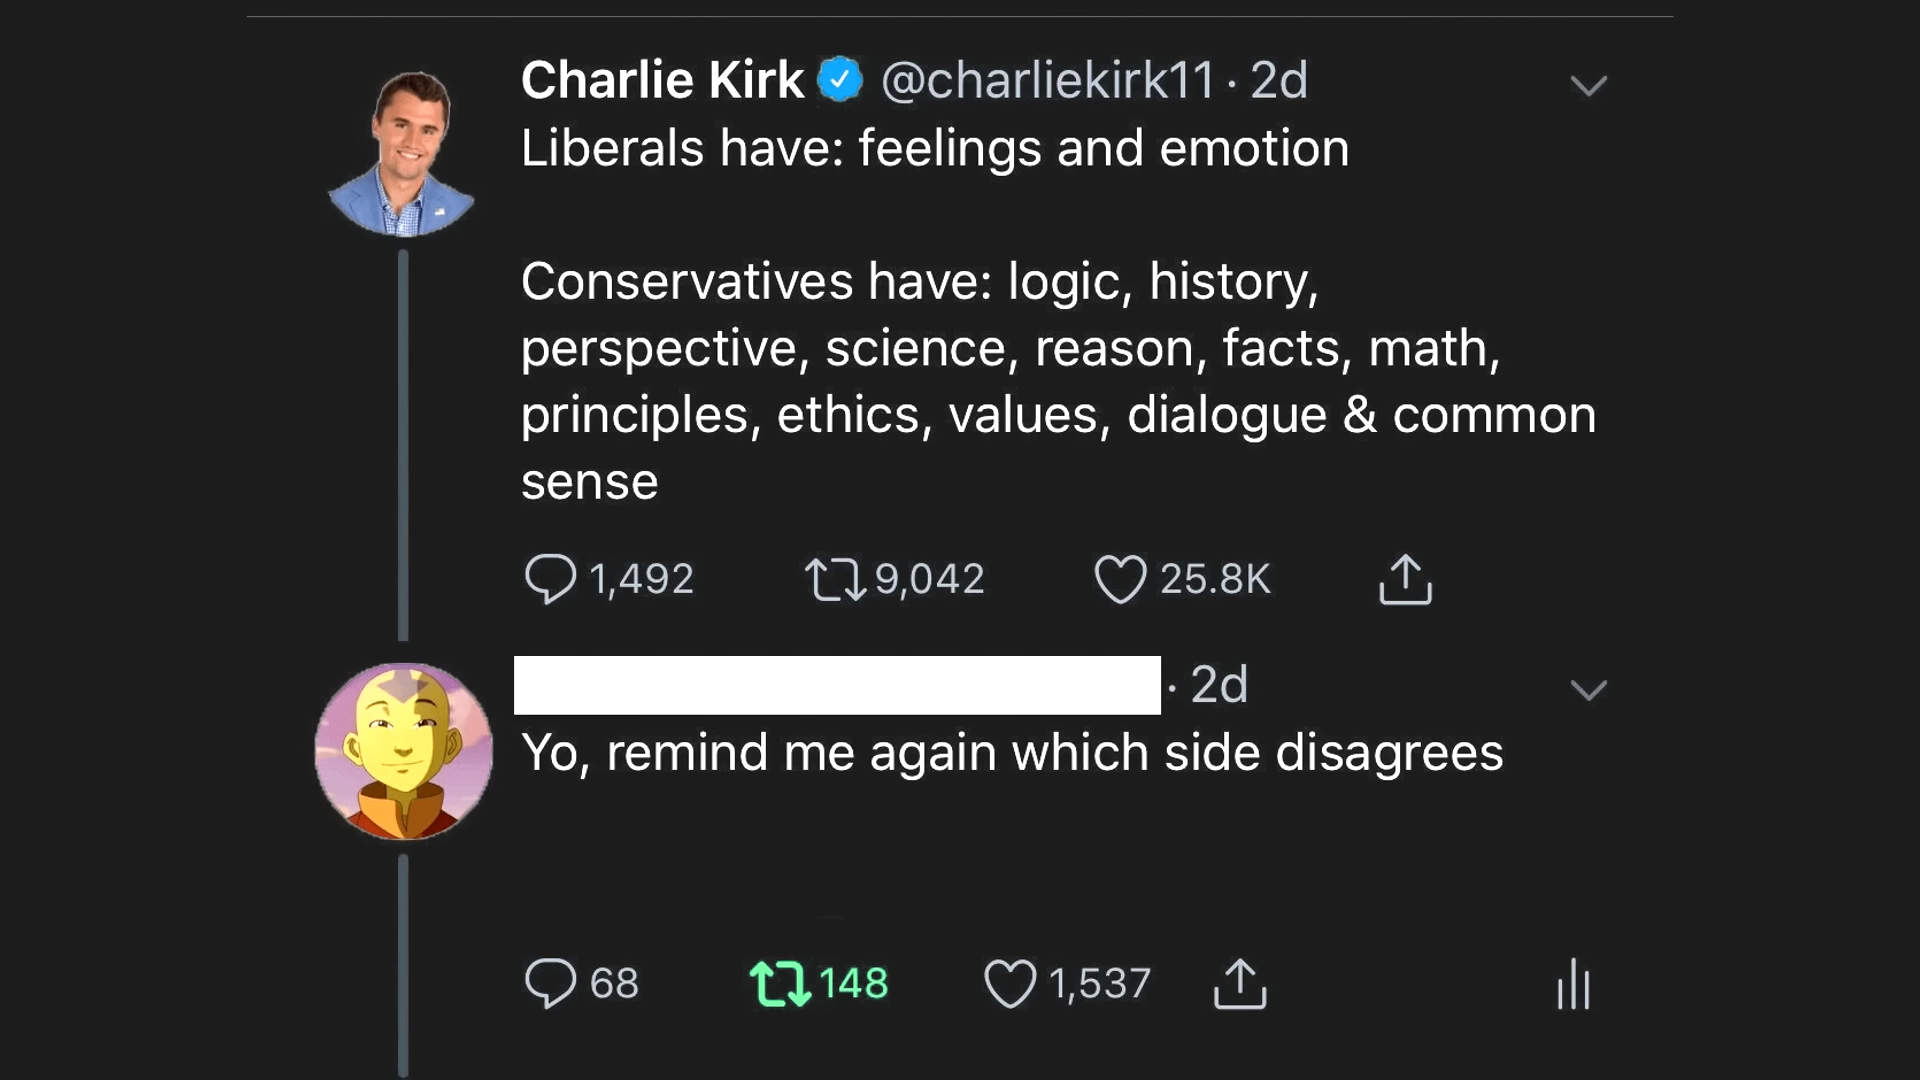 Charlie Kirk @charliekirk11 · 2d
Liberals have: feelings and emotion
Conservatives have: logic, history,
perspective, science, reason, facts, math,
principles, ethics, values, dialogue & common
sense
1,492 9,042 25.8K
· 2d
Yo, remind me again which side disagrees
68 148 1,537